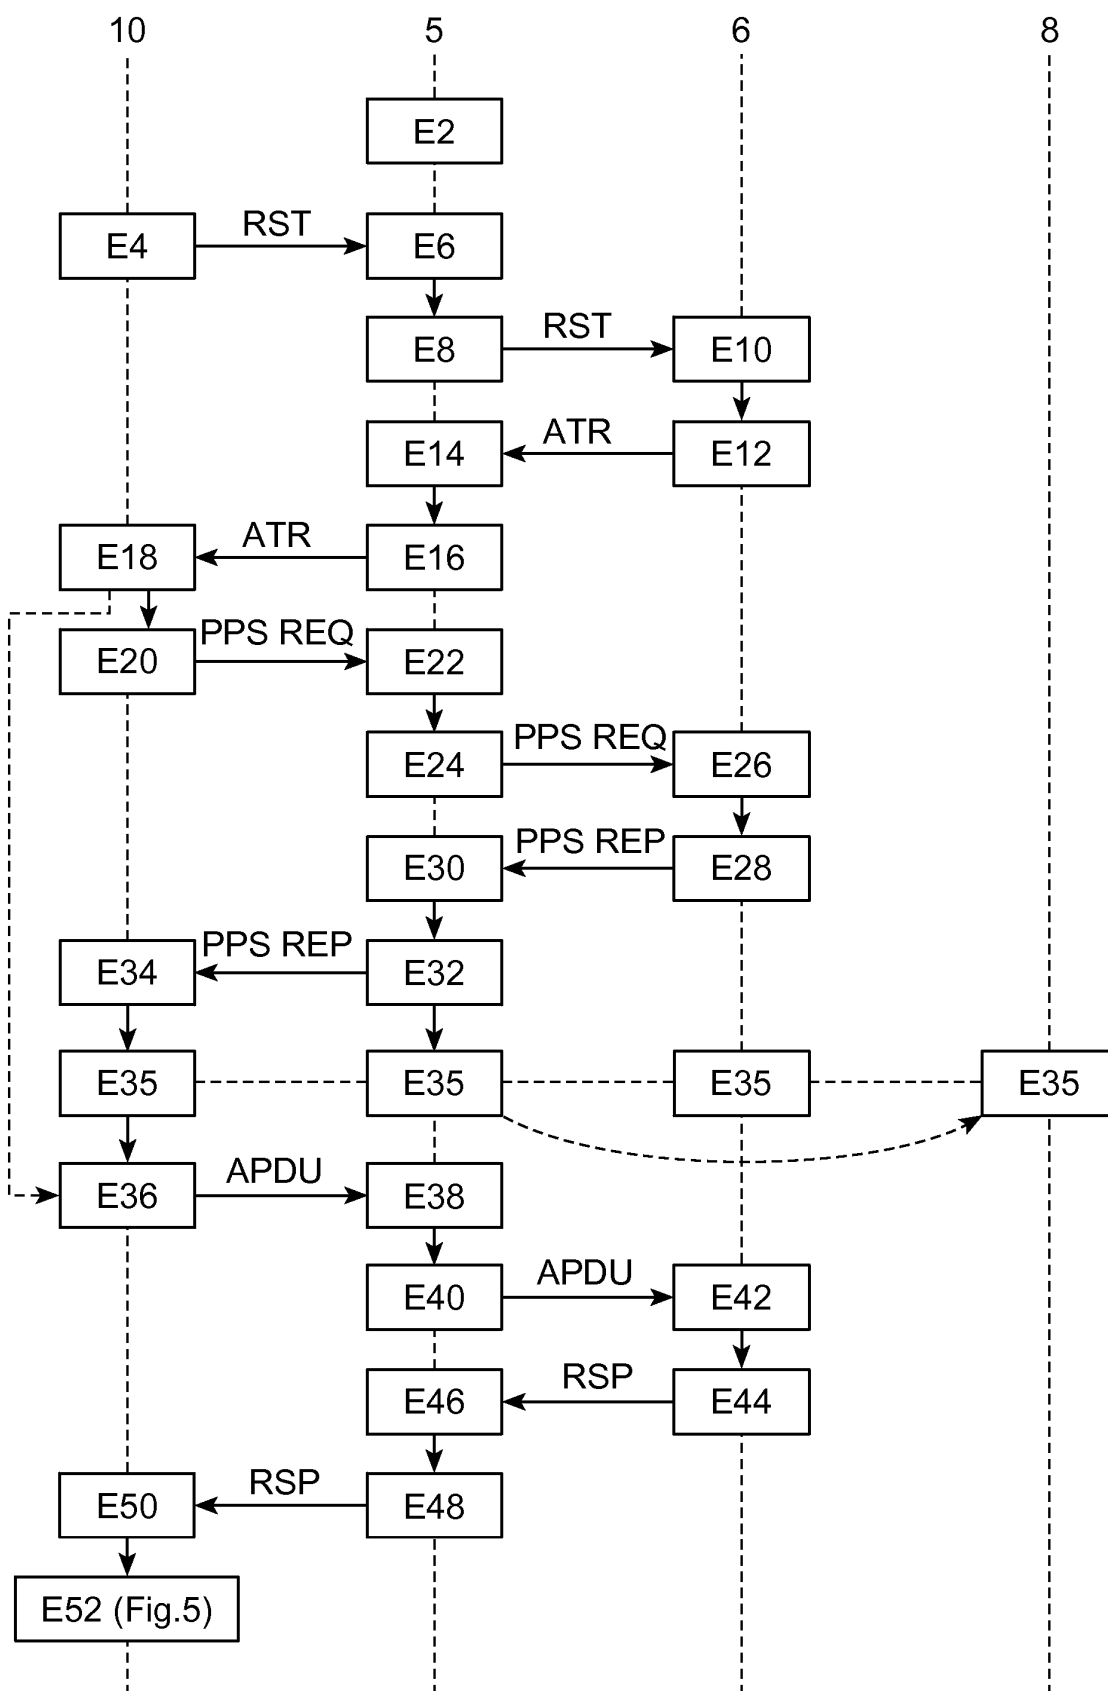 10 5 6 8
E2
E4 RST E6
E8 RST E10
E14 ATR E12
E18 ATR E16
E20 PPS REQ E22
E24 PPS REQ E26
E30 PPS REP E28
E34 PPS REP E32
E35 E35 E35 E35
E36 APDU E38
E40 APDU E42
E46 RSP E44
E50 RSP E48
E52 (Fig.5)